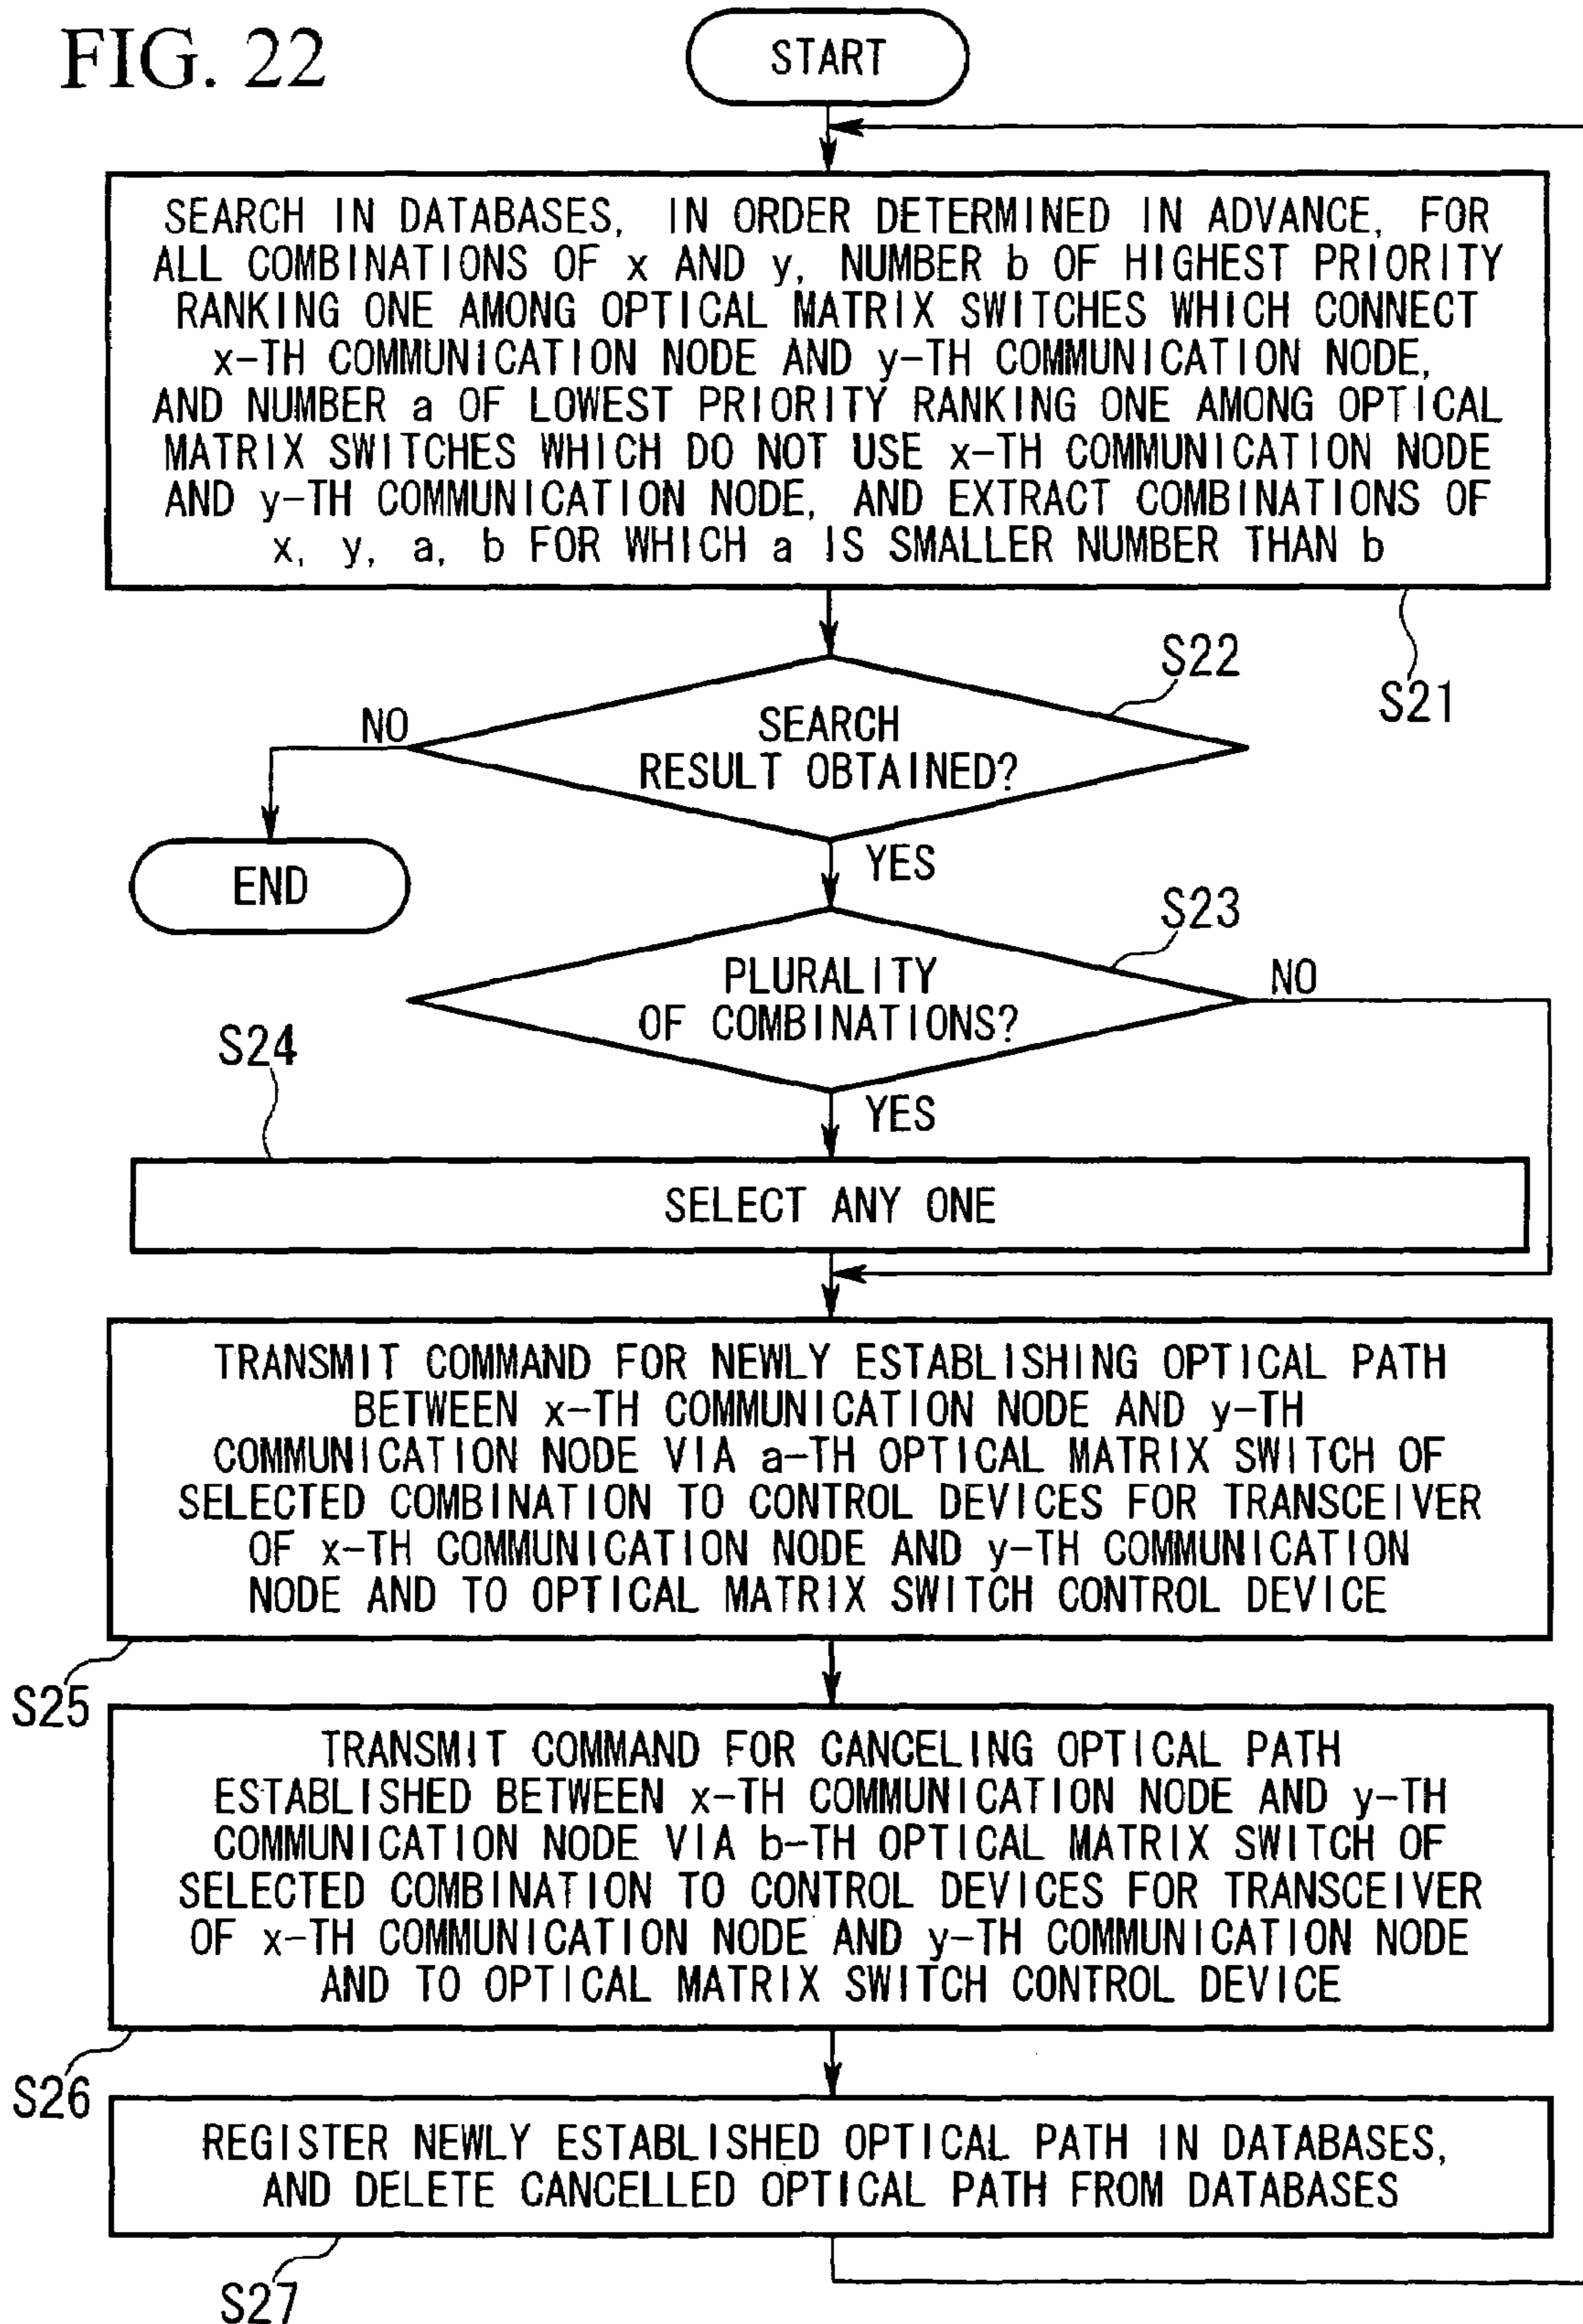 FIG. 22
START
SEARCH IN DATABASES, IN ORDER DETERMINED IN ADVANCE, FOR
ALL COMBINATIONS OF x AND y, NUMBER b OF HIGHEST PRIORITY
RANKING ONE AMONG OPTICAL MATRIX SWITCHES WHICH CONNECT
x-TH COMMUNICATION NODE AND y-TH COMMUNICATION NODE,
AND NUMBER a OF LOWEST PRIORITY RANKING ONE AMONG OPTICAL
MATRIX SWITCHES WHICH DO NOT USE x-TH COMMUNICATION NODE
AND y-TH COMMUNICATION NODE, AND EXTRACT COMBINATIONS OF
x, y, a, b FOR WHICH a IS SMALLER NUMBER THAN b
S21
S22
SEARCH
RESULT OBTAINED?
NO
END
YES
S23
PLURALITY
OF COMBINATIONS?
NO
S24
YES
SELECT ANY ONE
TRANSMIT COMMAND FOR NEWLY ESTABLISHING OPTICAL PATH
BETWEEN x-TH COMMUNICATION NODE AND y-TH
COMMUNICATION NODE VIA a-TH OPTICAL MATRIX SWITCH OF
SELECTED COMBINATION TO CONTROL DEVICES FOR TRANSCEIVER
OF x-TH COMMUNICATION NODE AND y-TH COMMUNICATION
NODE AND TO OPTICAL MATRIX SWITCH CONTROL DEVICE
S25
TRANSMIT COMMAND FOR CANCELING OPTICAL PATH
ESTABLISHED BETWEEN x-TH COMMUNICATION NODE AND y-TH
COMMUNICATION NODE VIA b-TH OPTICAL MATRIX SWITCH OF
SELECTED COMBINATION TO CONTROL DEVICES FOR TRANSCEIVER
OF x-TH COMMUNICATION NODE AND y-TH COMMUNICATION NODE
AND TO OPTICAL MATRIX SWITCH CONTROL DEVICE
S26
REGISTER NEWLY ESTABLISHED OPTICAL PATH IN DATABASES,
AND DELETE CANCELLED OPTICAL PATH FROM DATABASES
S27